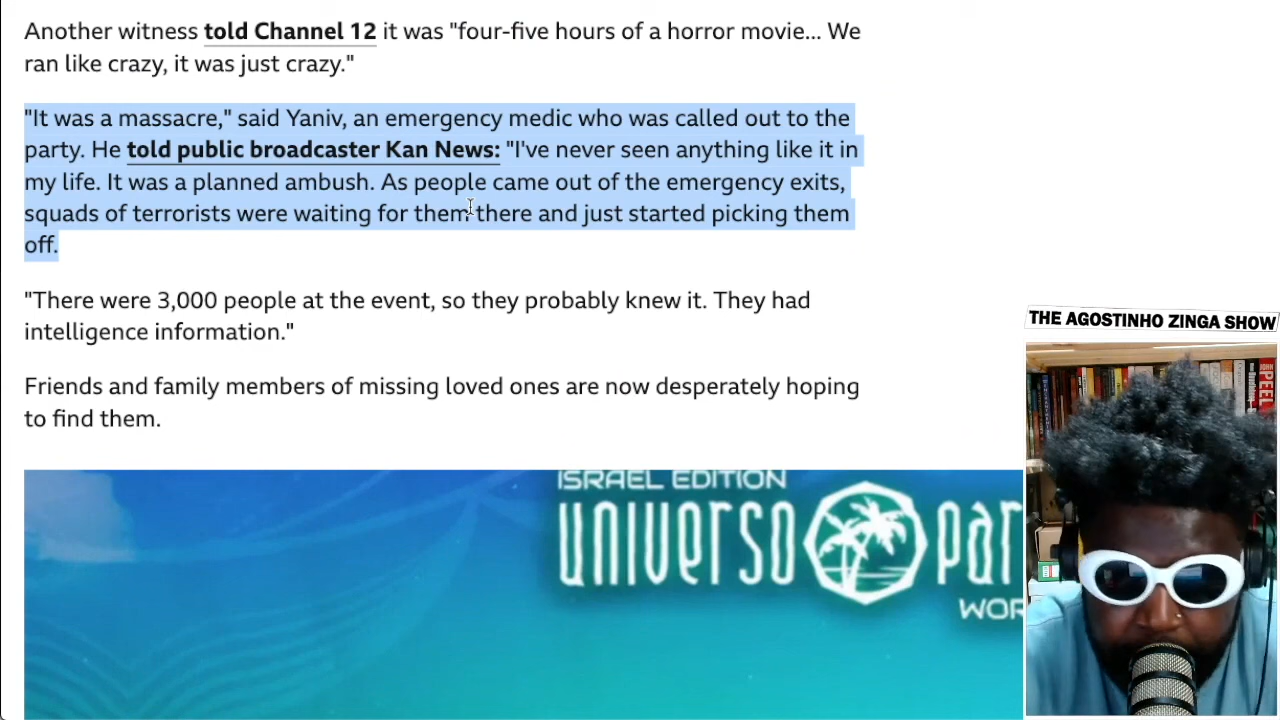 Another witness told Channel 12 it was "four-five hours of a horror movie... We
ran like crazy, it was just crazy."
"It was a massacre," said Yaniv, an emergency medic who was called out to the
party. He told public broadcaster Kan News: "I've never seen anything like it in
my life. It was a planned ambush. As people came out of the emergency exits,
squads of terrorists were waiting for them there and just started picking them
off.
"There were 3,000 people at the event, so they probably knew it. They had
intelligence information."
Friends and family members of missing loved ones are now desperately hoping
to find them.
ISRAEL EDITION
UNIVERSO
THE AGOSTINHO ZINGA SHOW
PEEL